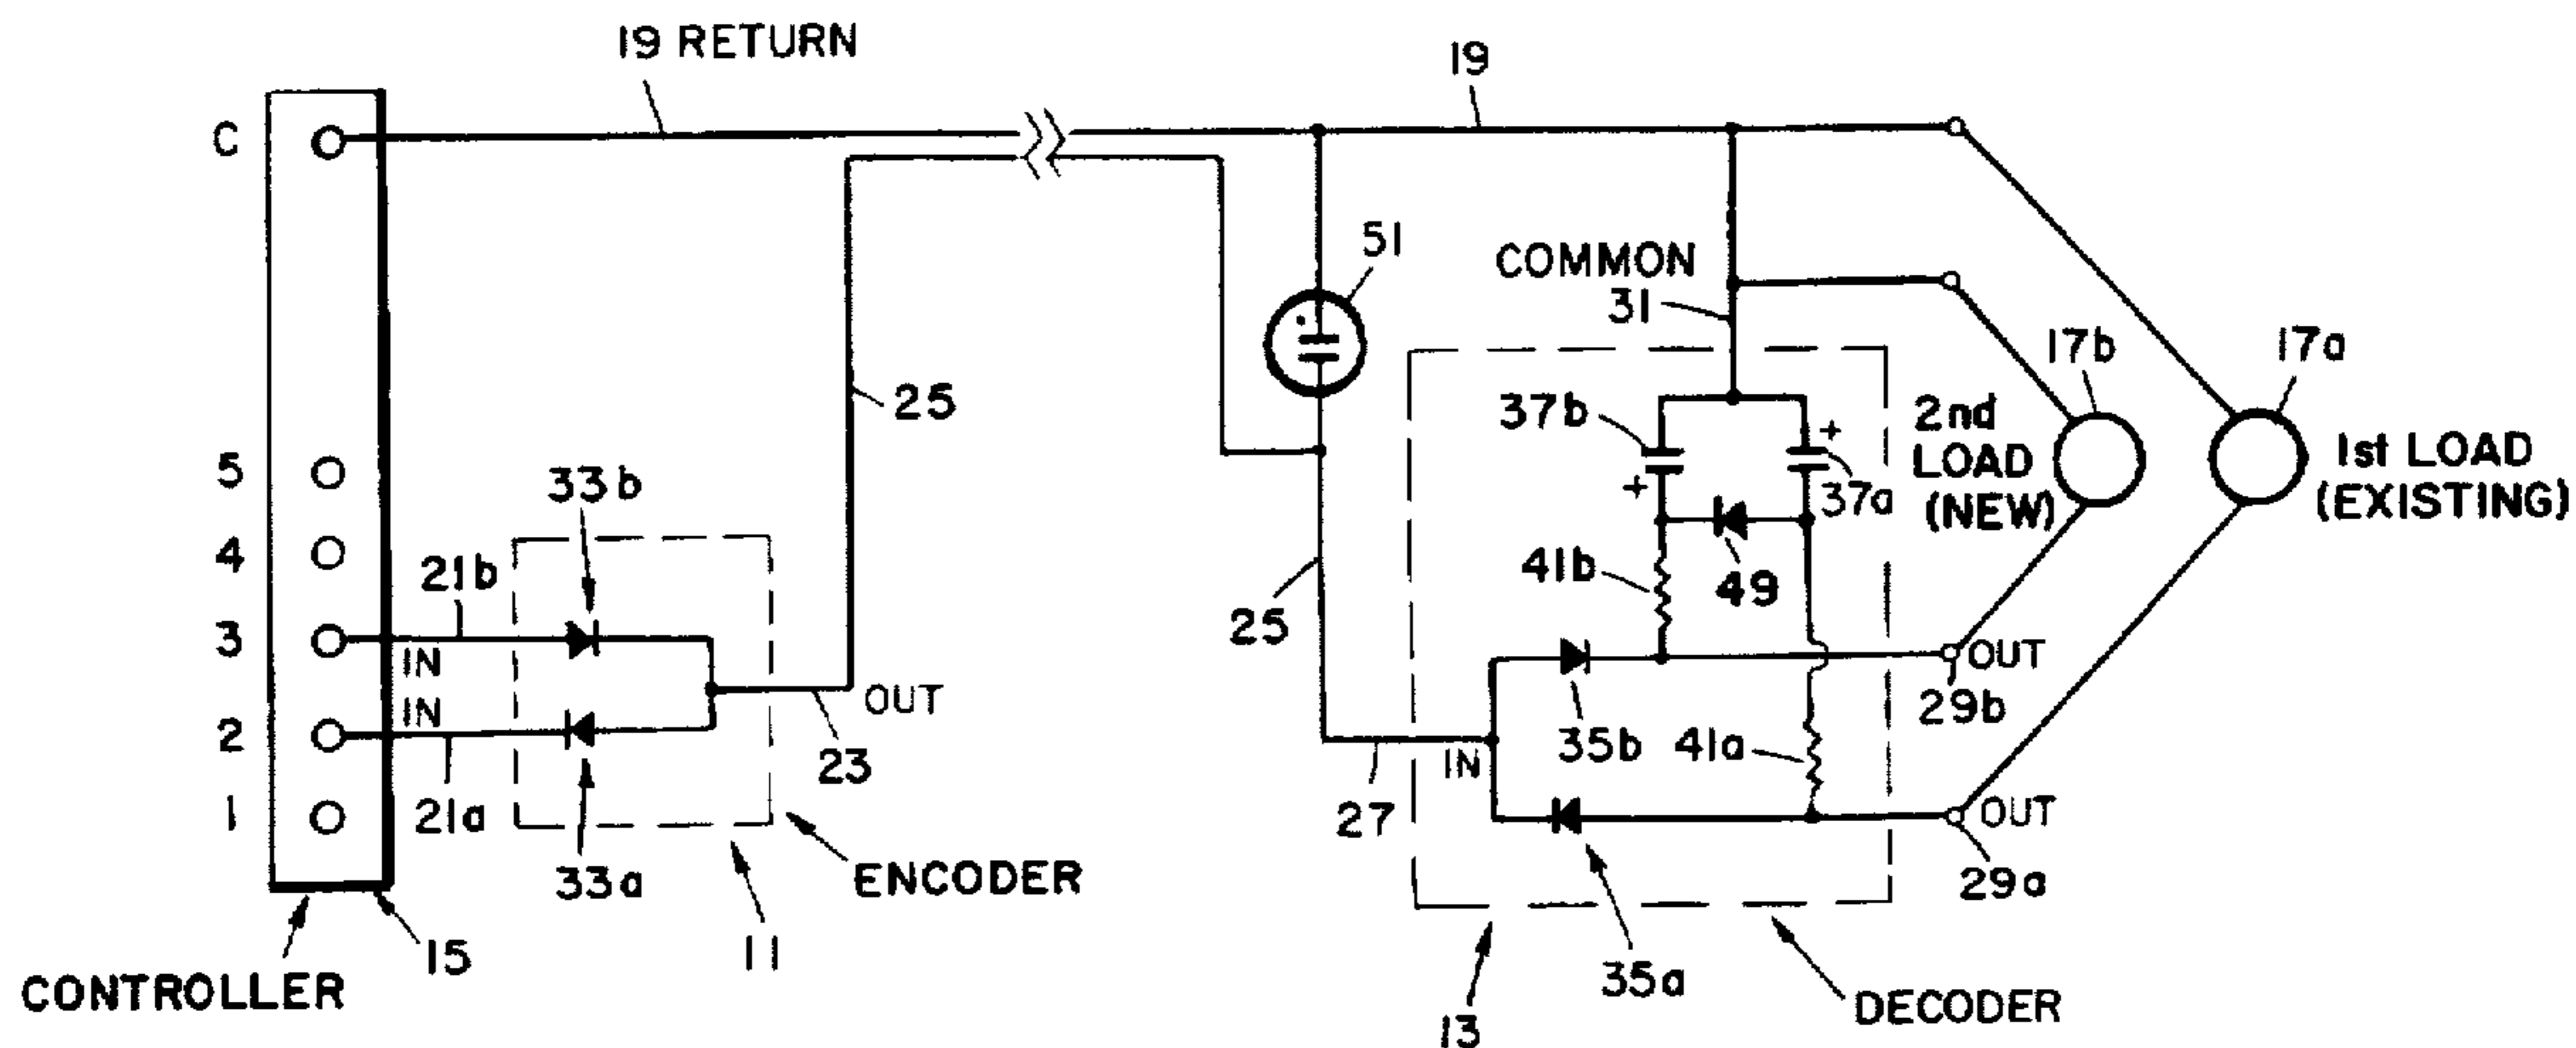 19 RETURN
19
C
51
COMMON
31
17b
17a
25
37b
+
+
37a
2nd
LOAD
(NEW)
1st LOAD
(EXISTING)
5
33b
4
21b
41b
49
25
3
IN
OUT
29b
IN
OUT
2
23
35b
41a
IN
27
1
21a
OUT
29a
33a
ENCODER
11
15
CONTROLLER
35a
13
DECODER